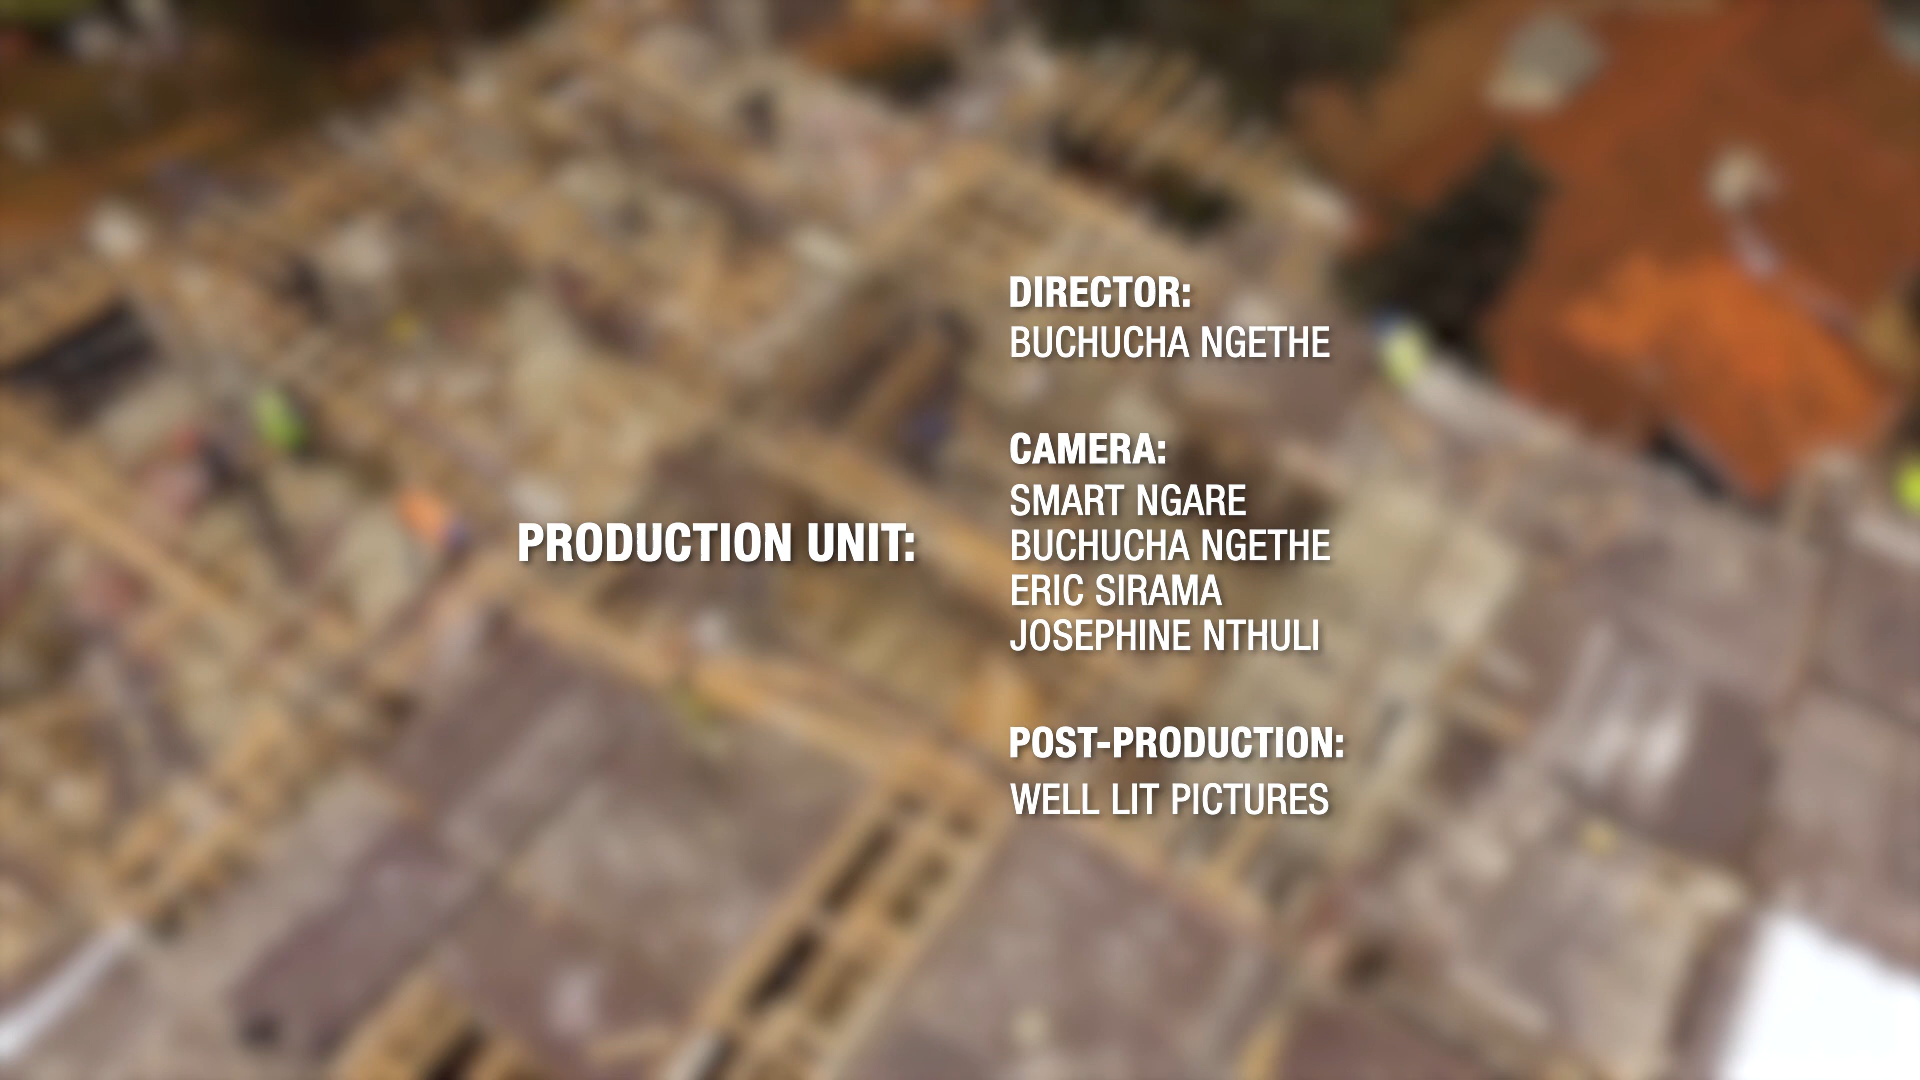 PRODUCTION UNIT:
DIRECTOR:
BUCHUCHA NGETHE
CAMERA:
SMART NGARE
BUCHUCHA NGETHE
ERIC SIRAMA
JOSEPHINE NTHULI
POST-PRODUCTION:
WELL LIT PICTURES